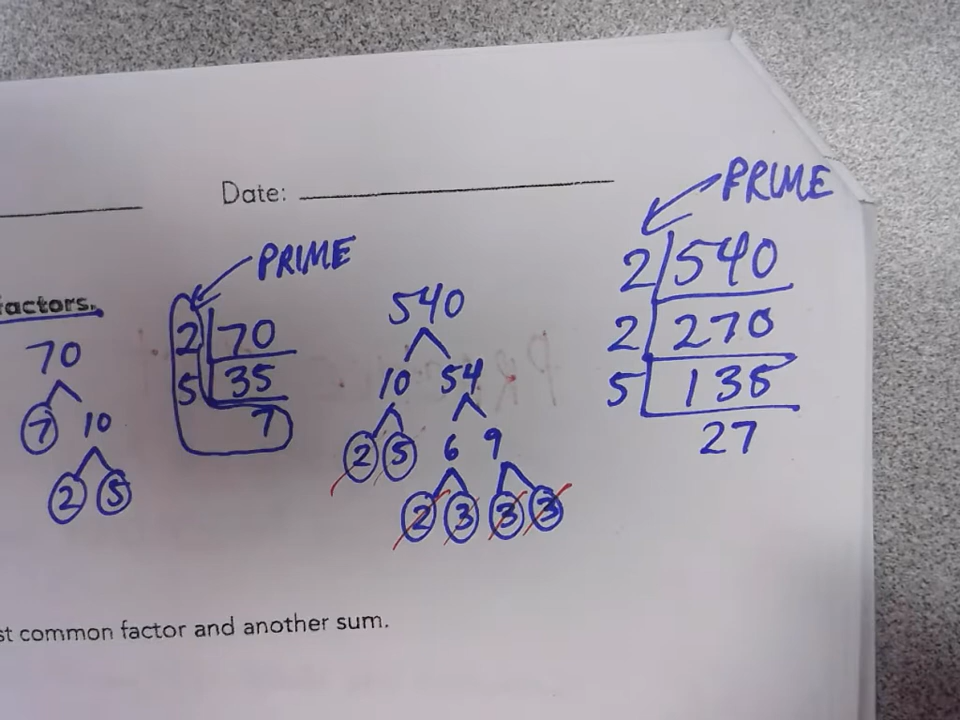 Date:
PRIME
PRIME
actors.
70
7 10
2 5
2 70
5 35
7
540
10 54
2 5 6 9
2 3 3 3
2 540
2 270
5 135
27
st common factor and another sum.